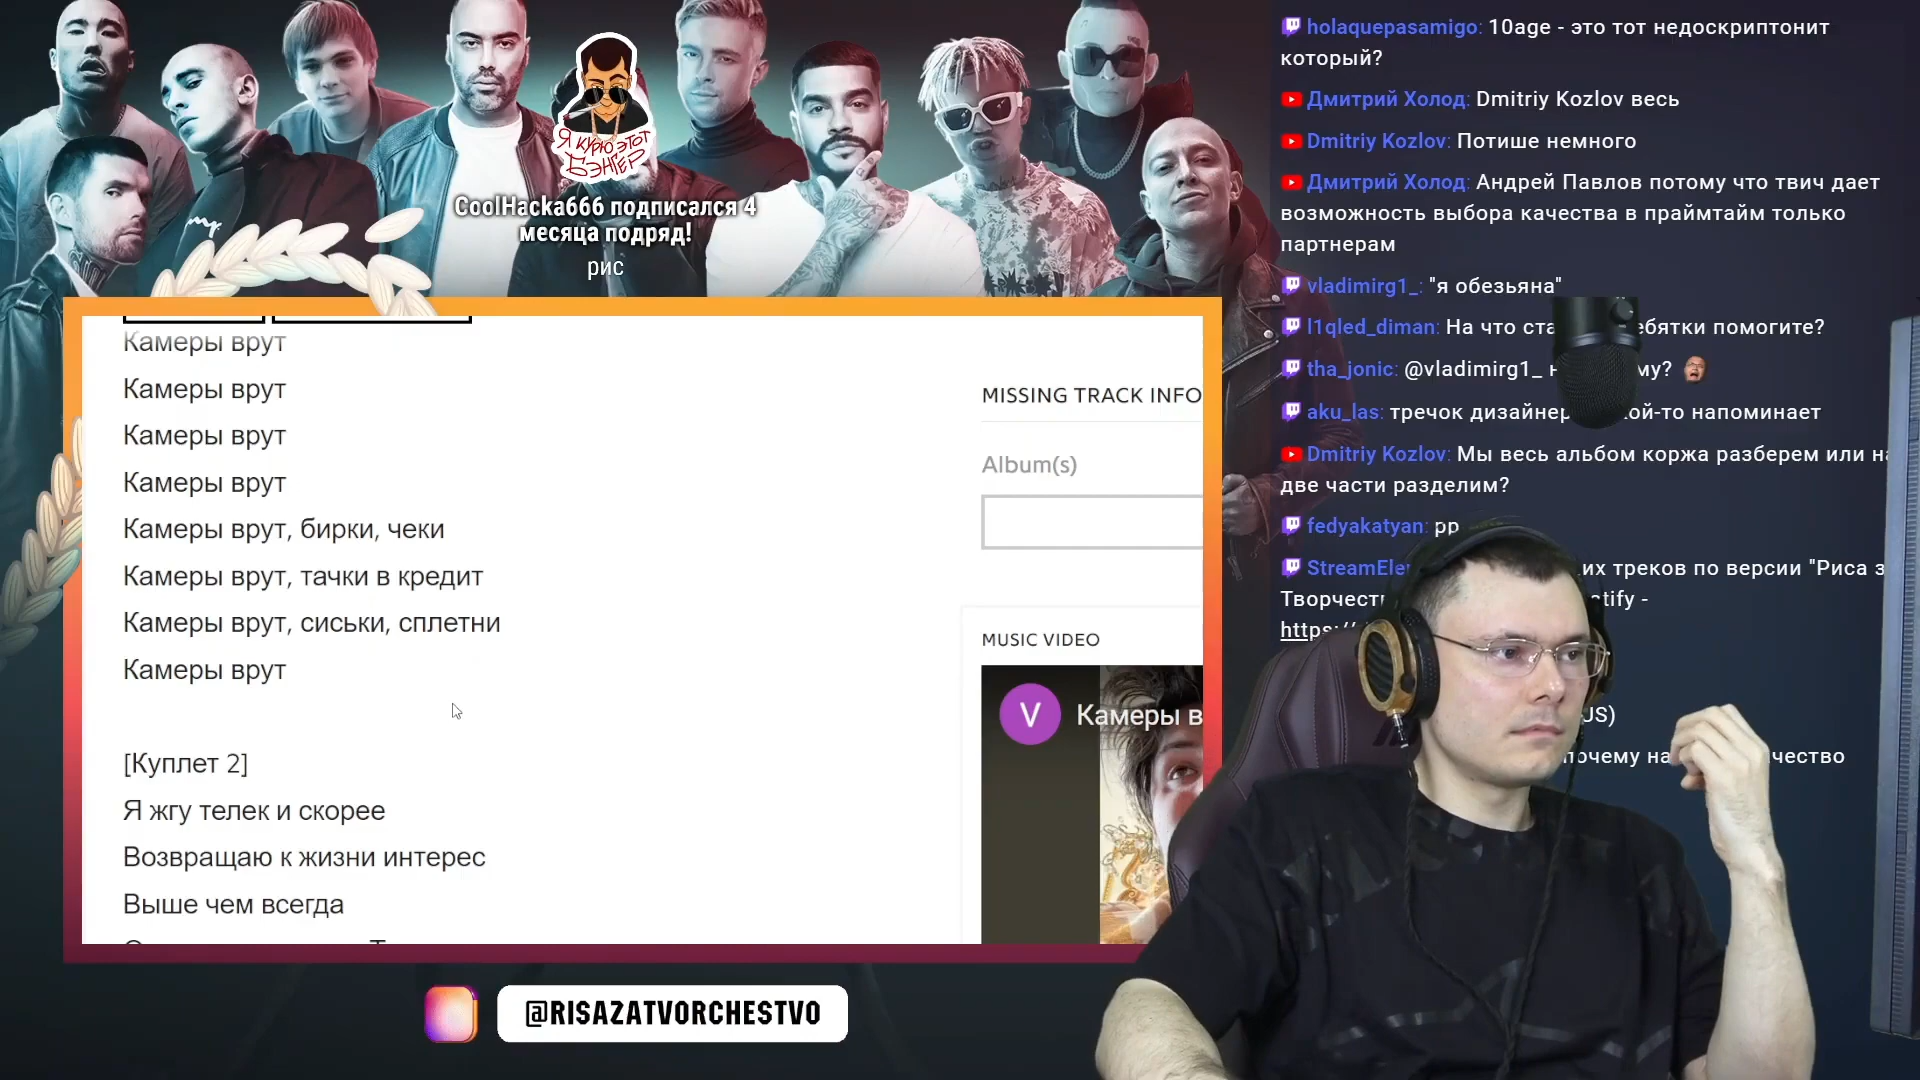 Я КУРЮ ЭТОТ
БЭНГЕР
CoolHacka666 подписался 4
месяца подряд!
рис
Камеры врут
Камеры врут
Камеры врут
Камеры врут
Камеры врут, бирки, чеки
Камеры врут, тачки в кредит
Камеры врут, сиськи, сплетни
Камеры врут
[Куплет 2]
Я жгу телек и скорее
Возвращаю к жизни интерес
Выше чем всегда
MISSING TRACK INFO
Album(s)
MUSIC VIDEO
V
Камеры в
@RISAZATVORCHESTVO
holaquepasamigo: 10age - это тот недоскриптонит
который?
Дмитрий Холод: Dmitriy Kozlov весь
Dmitriy Kozlov: Потише немного
Дмитрий Холод: Андрей Павлов потому что твич дает
возможность выбора качества в праймтайм только
партнерам
vladimirg1_: "я обезьяна"
l1qled_diman: На что ста ебятки помогите?
tha_jonic: @vladimirg1_ н му?
aku_las: тречок дизайнер кой-то напоминает
Dmitriy Kozlov: Мы весь альбом коржа разберем или на
две части разделим?
fedyakatyan: pp
StreamEle их треков по версии "Риса з
Творчест tify -
https://
US)
почему на чество